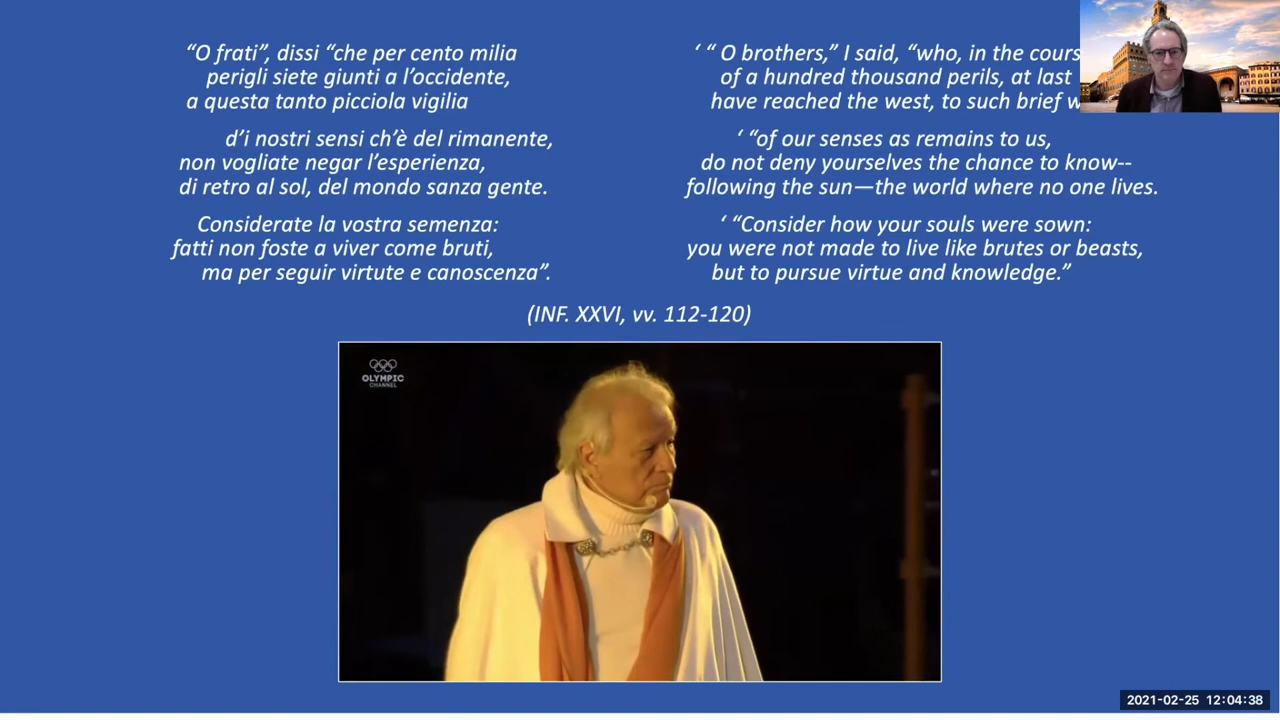 “O frati”, dissi “che per cento milia
perigli siete giunti a l’occidente,
a questa tanto picciola vigilia
d’i nostri sensi ch’è del rimanente,
non vogliate negar l’esperienza,
di retro al sol, del mondo sanza gente.
Considerate la vostra semenza:
fatti non foste a viver come bruti,
ma per seguir virtute e canoscenza”.
‘ “ O brothers,” I said, “who, in the cours
of a hundred thousand perils, at last
have reached the west, to such brief w
‘ “of our senses as remains to us,
do not deny yourselves the chance to know--
following the sun—the world where no one lives.
‘ “Consider how your souls were sown:
you were not made to live like brutes or beasts,
but to pursue virtue and knowledge.”
(INF. XXVI, vv. 112-120)
OLYMPIC
CHANNEL
2021-02-25 12:04:38